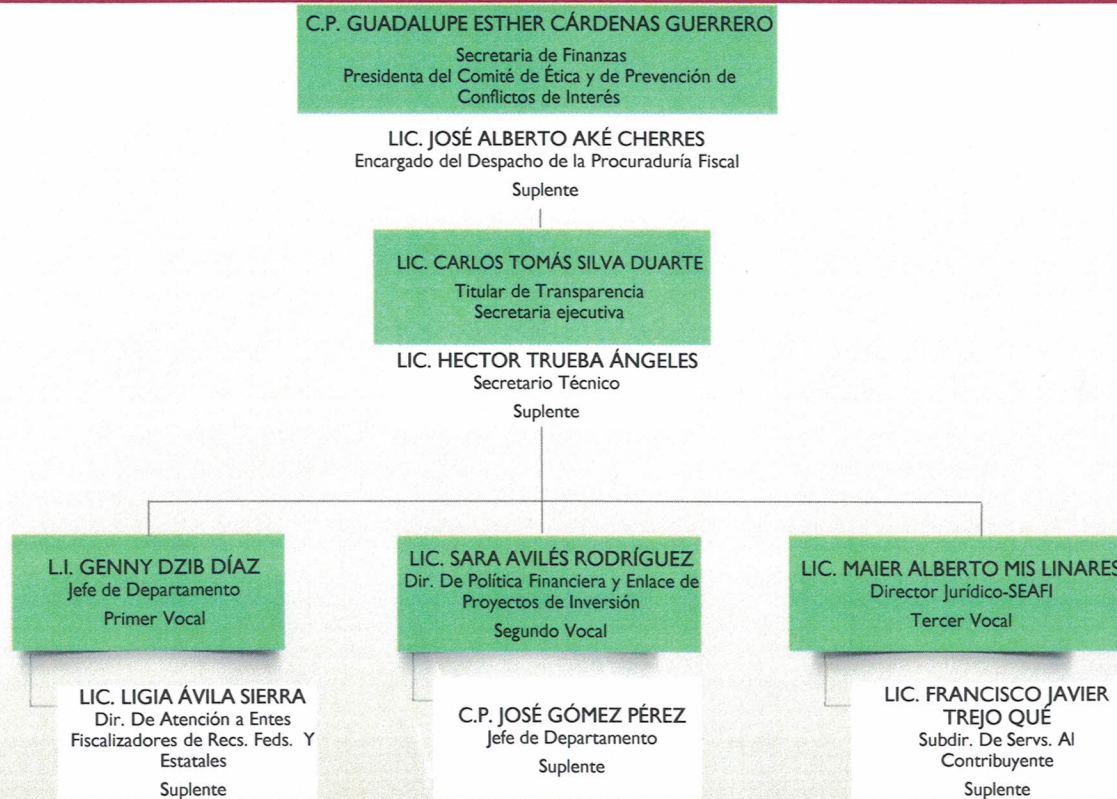 C.P. GUADALUPE ESTHER CÁRDENAS GUERRERO
Secretaria de Finanzas
Presidenta del Comité de Ética y de Prevención de
Conflictos de Interés
LIC. JOSÉ ALBERTO AKÉ CHERRES
Encargado del Despacho de la Procuraduría Fiscal
Suplente
LIC. CARLOS TOMÁS SILVA DUARTE
Titular de Transparencia
Secretaria ejecutiva
LIC. HECTOR TRUEBA ÁNGELES
Secretario Técnico
Suplente
L.I. GENNY DZIB DÍAZ
Jefe de Departamento
Primer Vocal
LIC. LIGIA ÁVILA SIERRA
Dir. De Atención a Entes
Fiscalizadores de Recs. Feds. Y
Estatales
Suplente
LIC. SARA AVILÉS RODRÍGUEZ
Dir. De Política Financiera y Enlace de
Proyectos de Inversión
Segundo Vocal
C.P. JOSÉ GÓMEZ PÉREZ
Jefe de Departamento
Suplente
LIC. MAIER ALBERTO MIS LINARES
Director Jurídico-SEAFI
Tercer Vocal
LIC. FRANCISCO JAVIER
TREJO QUÉ
Subdir. De Servs. Al
Contribuyente
Suplente